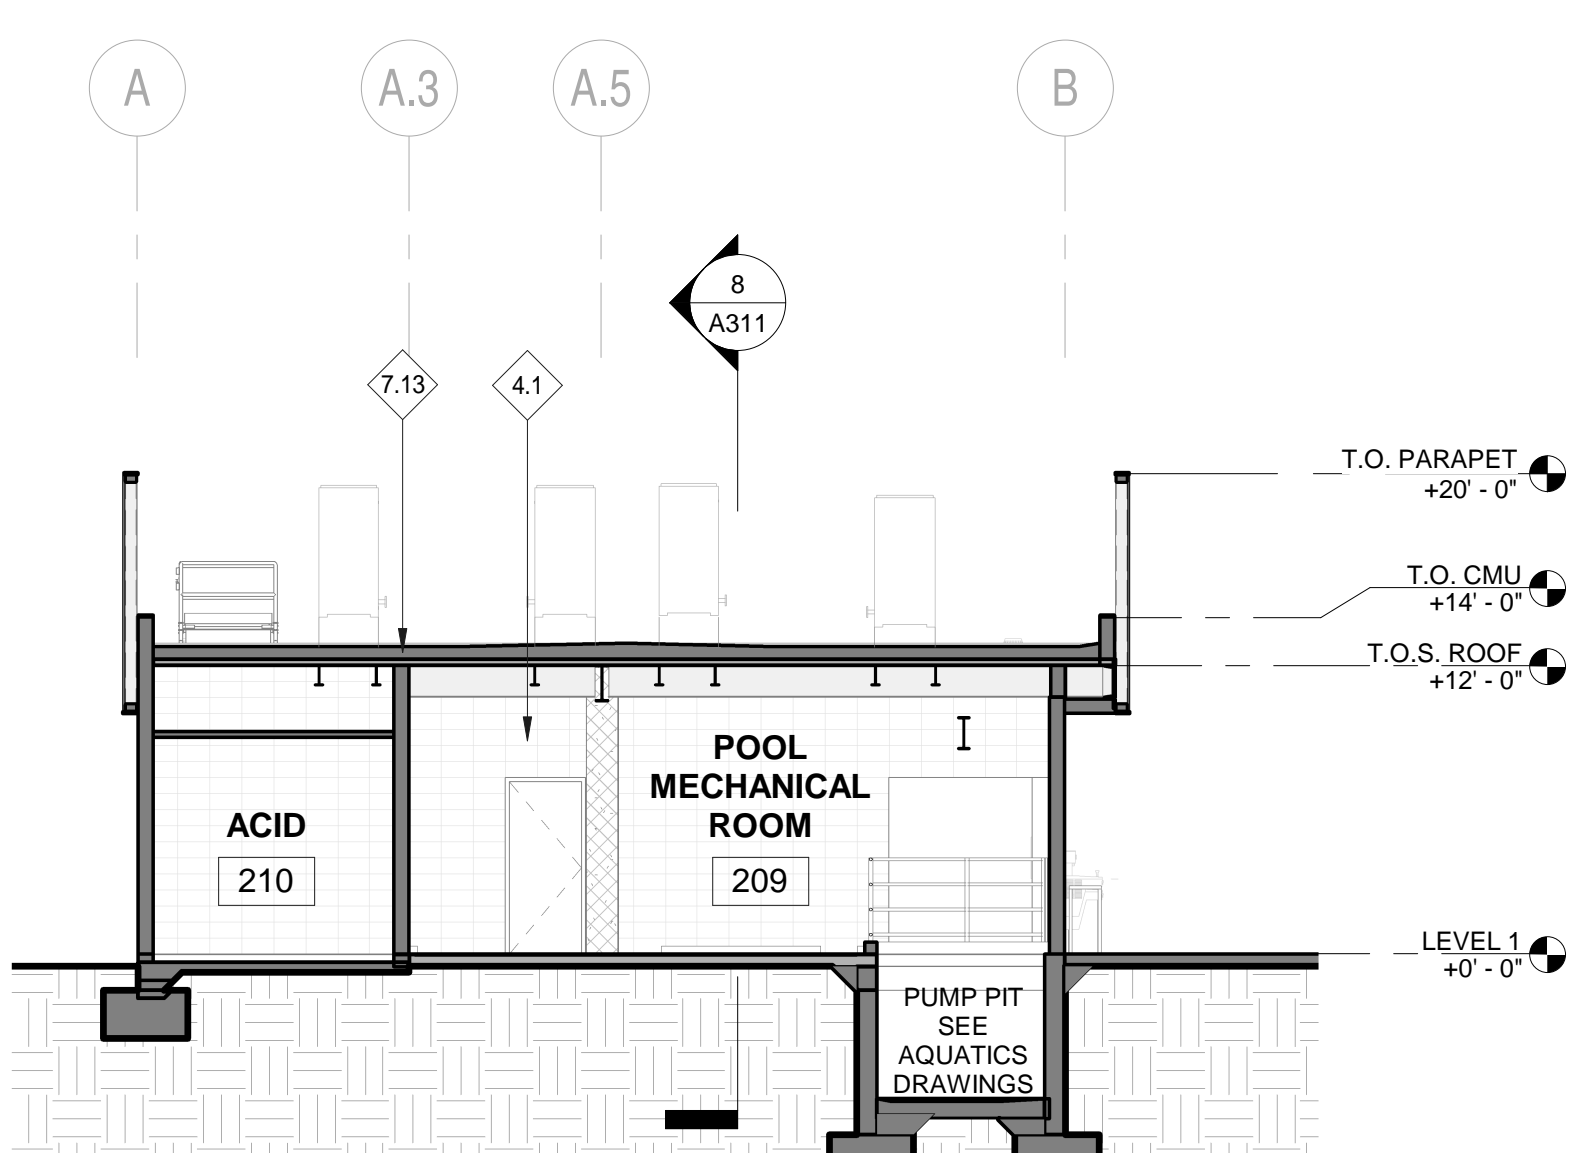 A
A.3
A.5
B
8
A311
7.13
4.1
T.O. PARAPET
+20' - 0"
T.O. CMU
+14' - 0"
T.O.S. ROOF
+12' - 0"
POOL
MECHANICAL
ROOM
209
ACID
210
LEVEL 1
+0' - 0"
PUMP PIT
SEE
AQUATICS
DRAWINGS